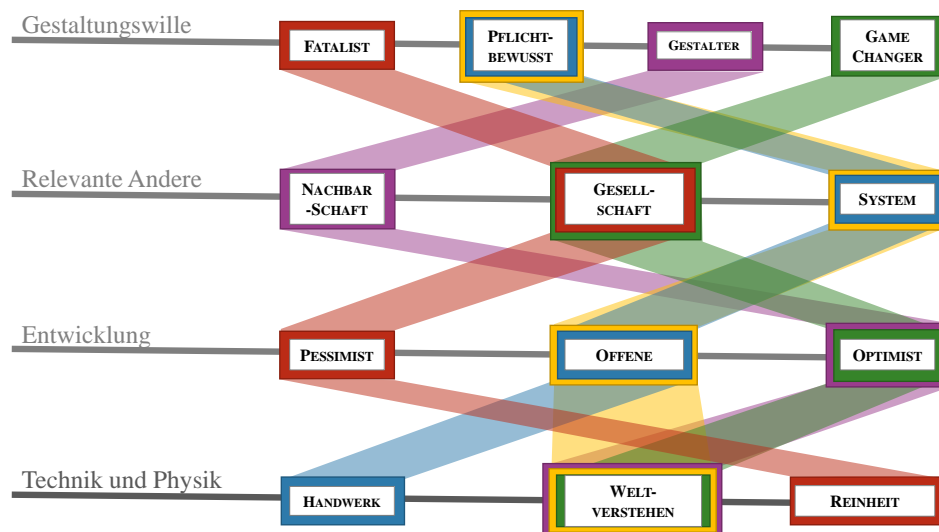 Gestaltungswille
FATALIST
PFLICHT-
BEWUSST
GESTALTER
GAME
CHANGER
Relevante Andere
NACHBAR
-SCHAFT
GESELL-
SCHAFT
SYSTEM
Entwicklung
PESSIMIST
OFFENE
OPTIMIST
Technik und Physik
HANDWERK
WELT-
VERSTEHEN
REINHEIT